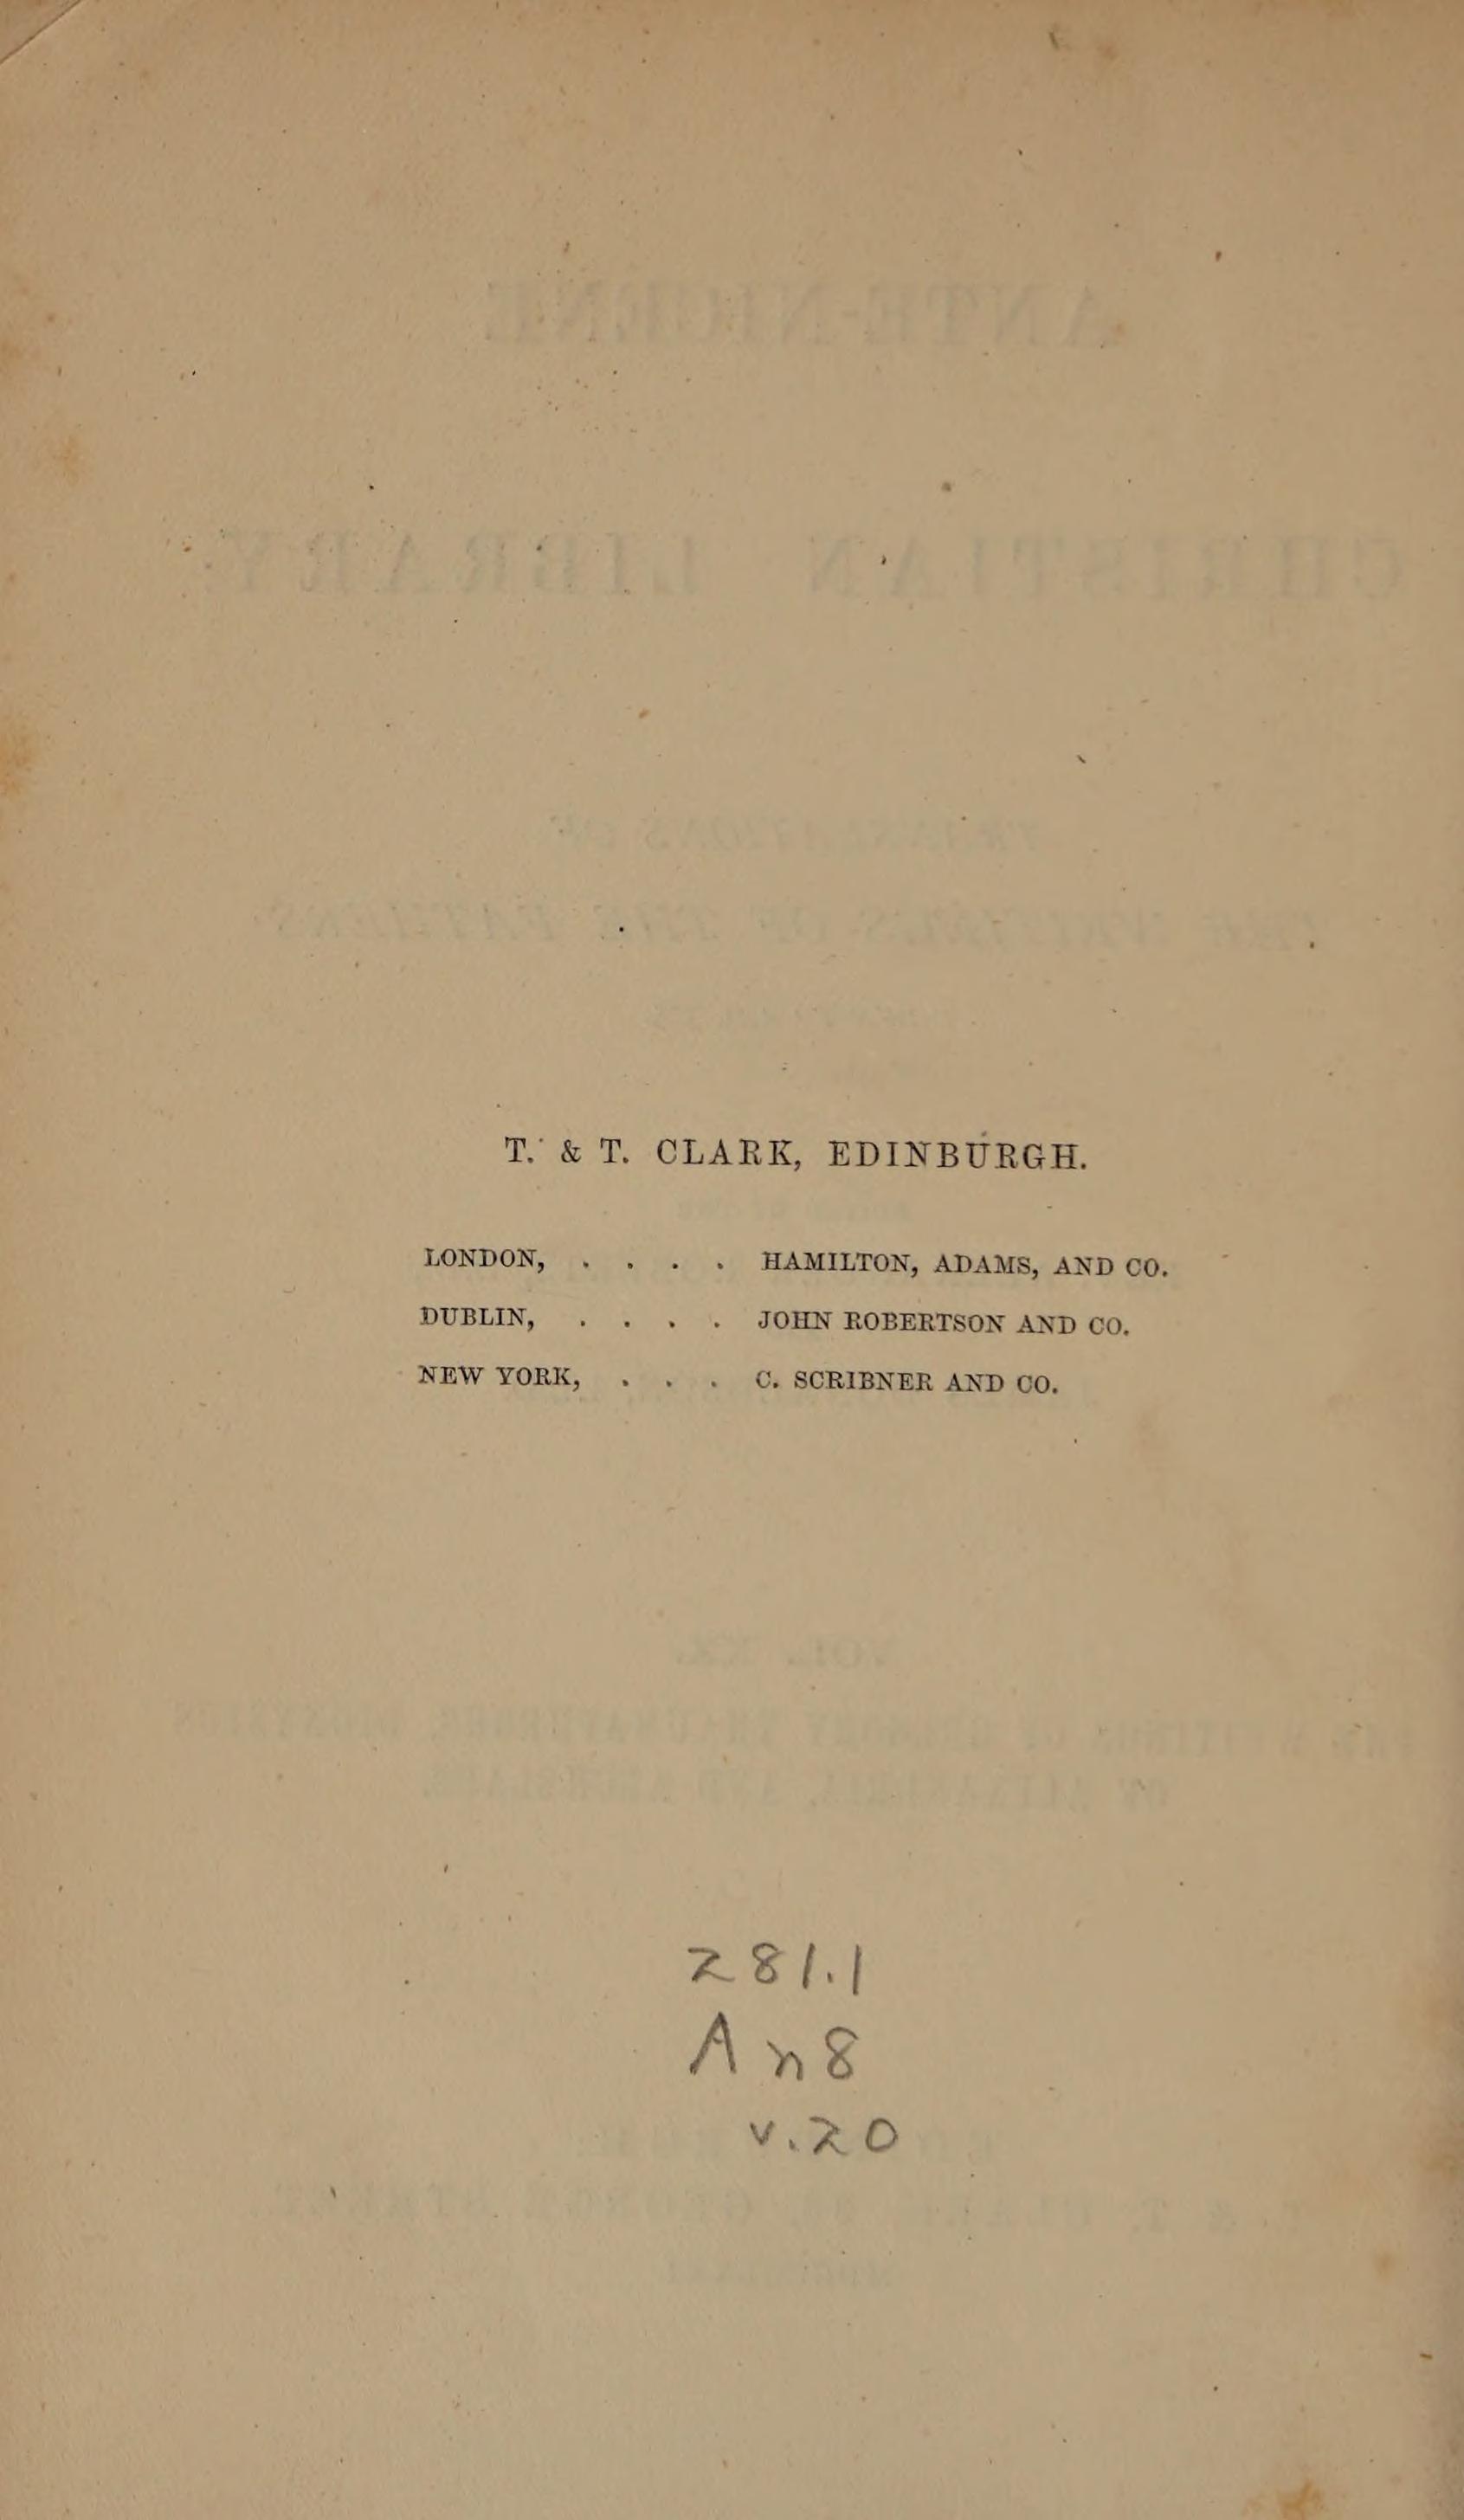 T. & T. CLARK, EDINBURGH.
LONDON, . . . . HAMILTON, ADAMS, AND CO.
DUBLIN, . . . . JOHN ROBERTSON AND CO.
NEW YORK, . . . C. SCRIBNER AND CO.
281.1
An8
v.20